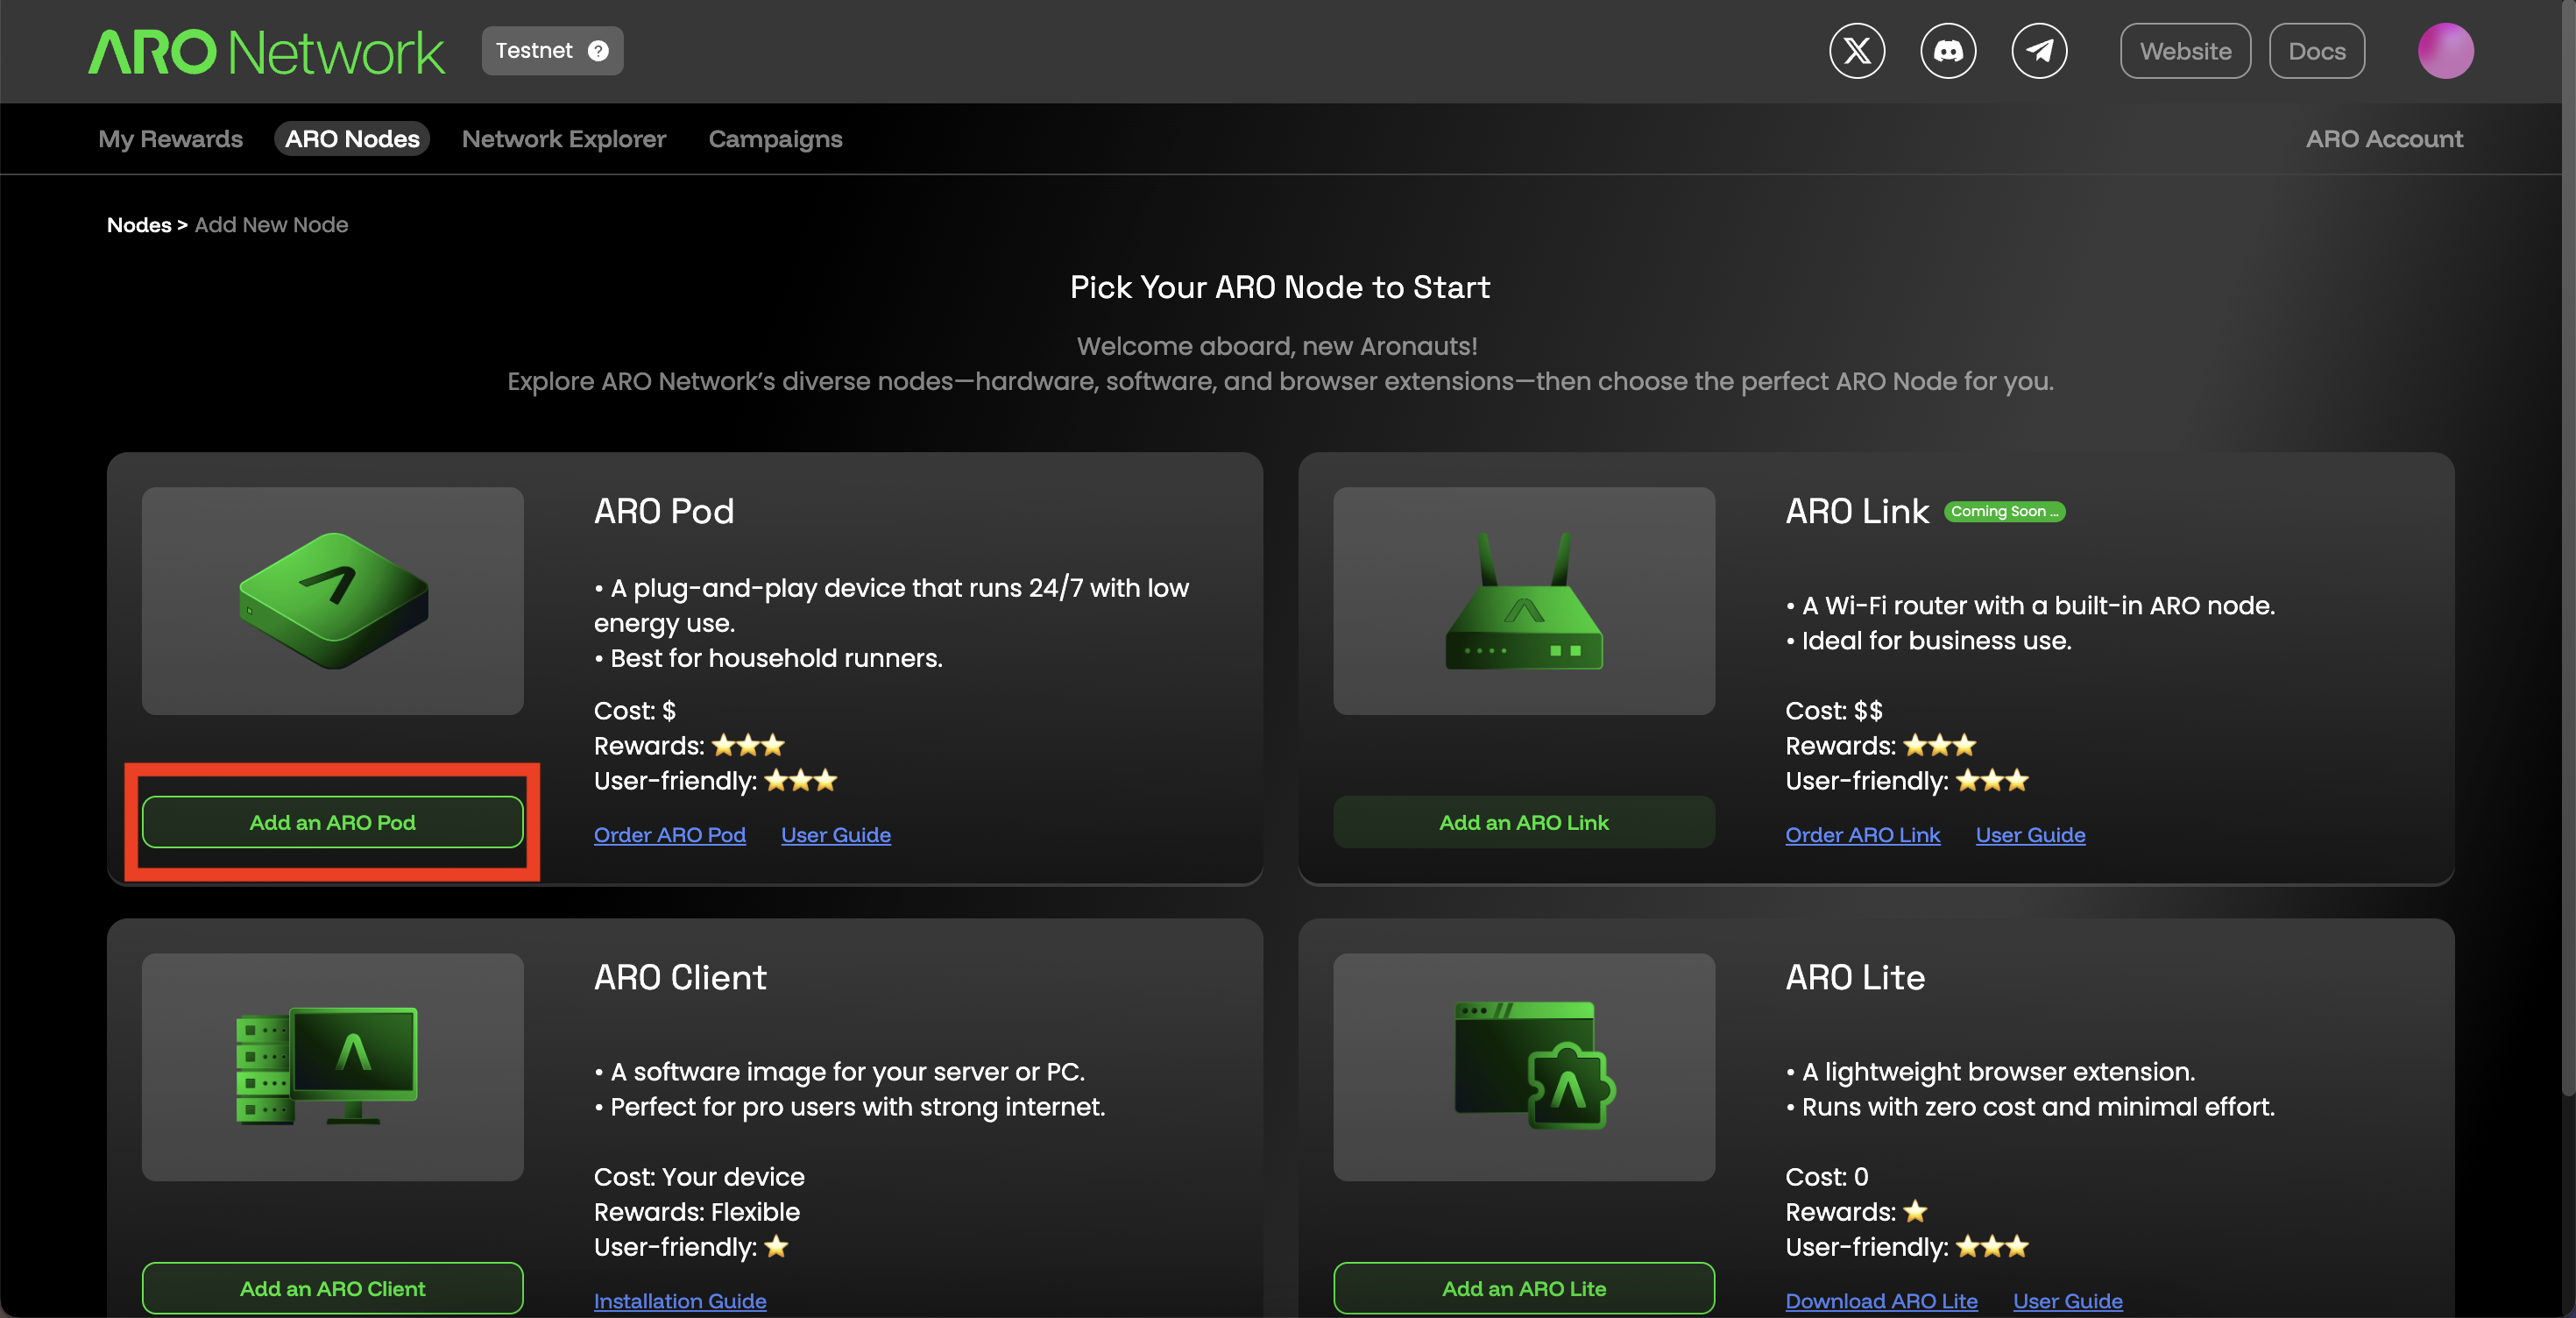 ARO Network
Testnet ?
Website
Docs
My Rewards
ARO Nodes
Network Explorer
Campaigns
ARO Account
Nodes > Add New Node
Pick Your ARO Node to Start
Welcome aboard, new Aronauts!
Explore ARO Network’s diverse nodes—hardware, software, and browser extensions—then choose the perfect ARO Node for you.
ARO Pod
• A plug-and-play device that runs 24/7 with low
energy use.
• Best for household runners.
Cost: $
Rewards: ⭐⭐⭐
User-friendly: ⭐⭐⭐
Add an ARO Pod
Order ARO Pod
User Guide
ARO Link
Coming Soon ...
• A Wi-Fi router with a built-in ARO node.
• Ideal for business use.
Cost: $$
Rewards: ⭐⭐⭐
User-friendly: ⭐⭐⭐
Add an ARO Link
Order ARO Link
User Guide
ARO Client
• A software image for your server or PC.
• Perfect for pro users with strong internet.
Cost: Your device
Rewards: Flexible
User-friendly: ⭐
Add an ARO Client
Installation Guide
ARO Lite
• A lightweight browser extension.
• Runs with zero cost and minimal effort.
Cost: 0
Rewards: ⭐
User-friendly: ⭐⭐⭐
Add an ARO Lite
Download ARO Lite
User Guide